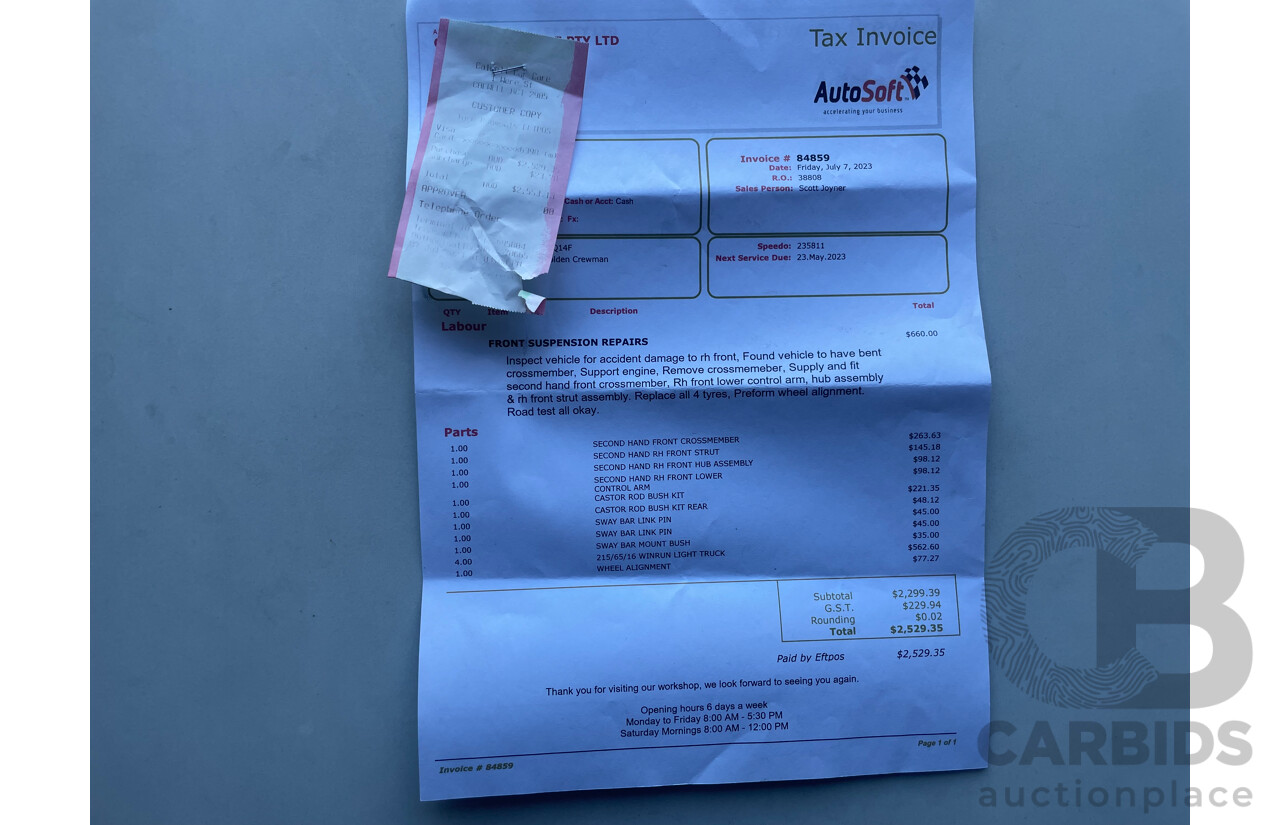 PTY LTD
Tax Invoice
AutoSoft
accelerating your business
CUSTOMER COPY
Visa
Total AUD
APPROVED 00
Telephone Order
Invoice # 84859
Date: Friday, July 7, 2023
R.O.: 38808
Sales Person: Scott Joyner
Cash or Acct: Cash
Fx:
Q14F
lden Crewman
Speedo: 235811
Next Service Due: 23.May.2023
QTY Item Description Total
Labour
FRONT SUSPENSION REPAIRS $660.00
Inspect vehicle for accident damage to rh front, Found vehicle to have bent
crossmember, Support engine, Remove crossmemeber, Supply and fit
second hand front crossmember, Rh front lower control arm, hub assembly
& rh front strut assembly. Replace all 4 tyres, Preform wheel alignment.
Road test all okay.
Parts
1.00 SECOND HAND FRONT CROSSMEMBER $263.63
1.00 SECOND HAND RH FRONT STRUT $145.18
1.00 SECOND HAND RH FRONT HUB ASSEMBLY $98.12
1.00 SECOND HAND RH FRONT LOWER $98.12
CONTROL ARM
1.00 CASTOR ROD BUSH KIT $221.35
1.00 CASTOR ROD BUSH KIT REAR $48.12
1.00 SWAY BAR LINK PIN $45.00
1.00 SWAY BAR LINK PIN $45.00
1.00 SWAY BAR MOUNT BUSH $35.00
4.00 215/65/16 WINRUN LIGHT TRUCK $562.60
1.00 WHEEL ALIGNMENT $77.27
Subtotal $2,299.39
G.S.T. $229.94
Rounding $0.02
Total $2,529.35
Paid by Eftpos $2,529.35
Thank you for visiting our workshop, we look forward to seeing you again.
Opening hours 6 days a week
Monday to Friday 8:00 AM - 5:30 PM
Saturday Mornings 8:00 AM - 12:00 PM
Invoice # 84859
Page 1 of 1
CARBIDS
auctionplace